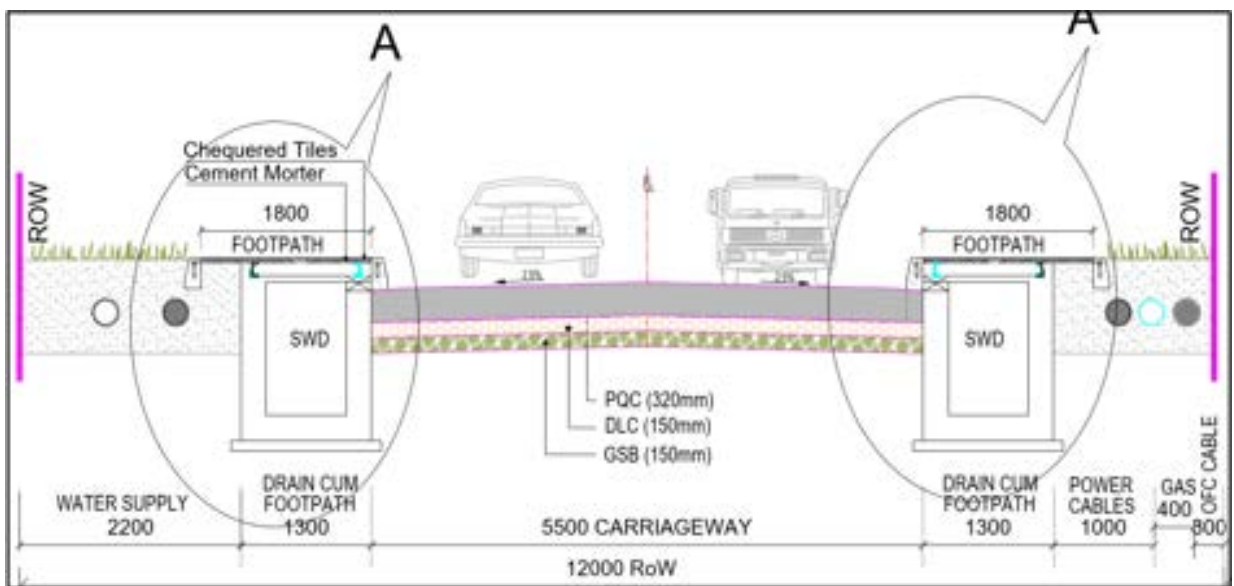 A
A
Chequered Tiles
Cement Morter
ROW
1800
FOOTPATH
1800
FOOTPATH
ROW
SWD
SWD
PQC (320mm)
DLC (150mm)
GSB (150mm)
WATER SUPPLY
2200
DRAIN CUM
FOOTPATH
1300
5500 CARRIAGEWAY
DRAIN CUM
FOOTPATH
1300
POWER
CABLES
1000
GAS
400
OFC CABLE
12000 RoW